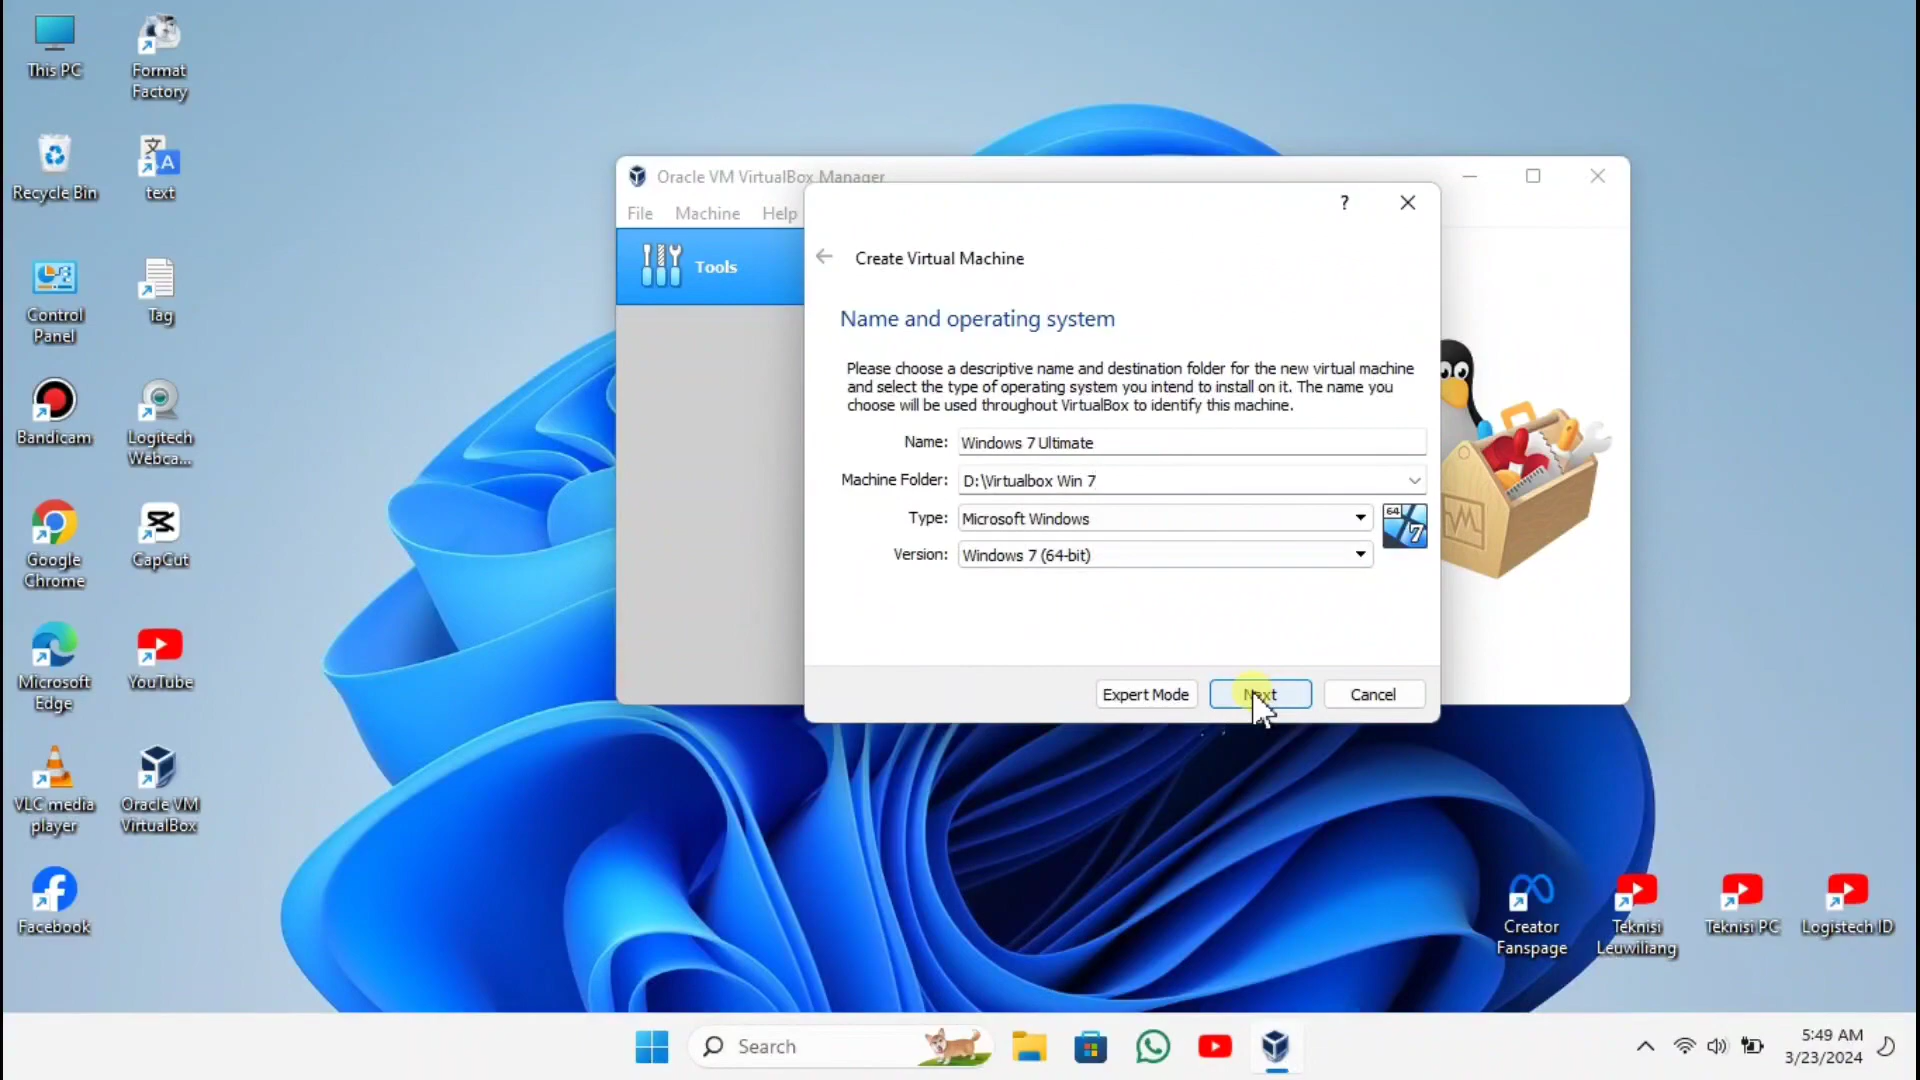 This PC
Format
Factory
Recycle Bin
text
Control
Panel
Tag
Bandicam
Logitech
Webca...
Google
Chrome
CapCut
Microsoft
Edge
YouTube
VLC media
player
Oracle VM
VirtualBox
Facebook
Oracle VM VirtualBox Manager
File Machine Help
Tools
?
Create Virtual Machine
Name and operating system
Please choose a descriptive name and destination folder for the new virtual machine
and select the type of operating system you intend to install on it. The name you
choose will be used throughout VirtualBox to identify this machine.
Name: Windows 7 Ultimate
Machine Folder: D:\Virtualbox Win 7
Type: Microsoft Windows
64
7
Version: Windows 7 (64-bit)
Expert Mode Next Cancel
Creator
Fanspage
Teknisi
Leuwiliang
Teknisi PC
Logistech ID
Search
5:49 AM
3/23/2024